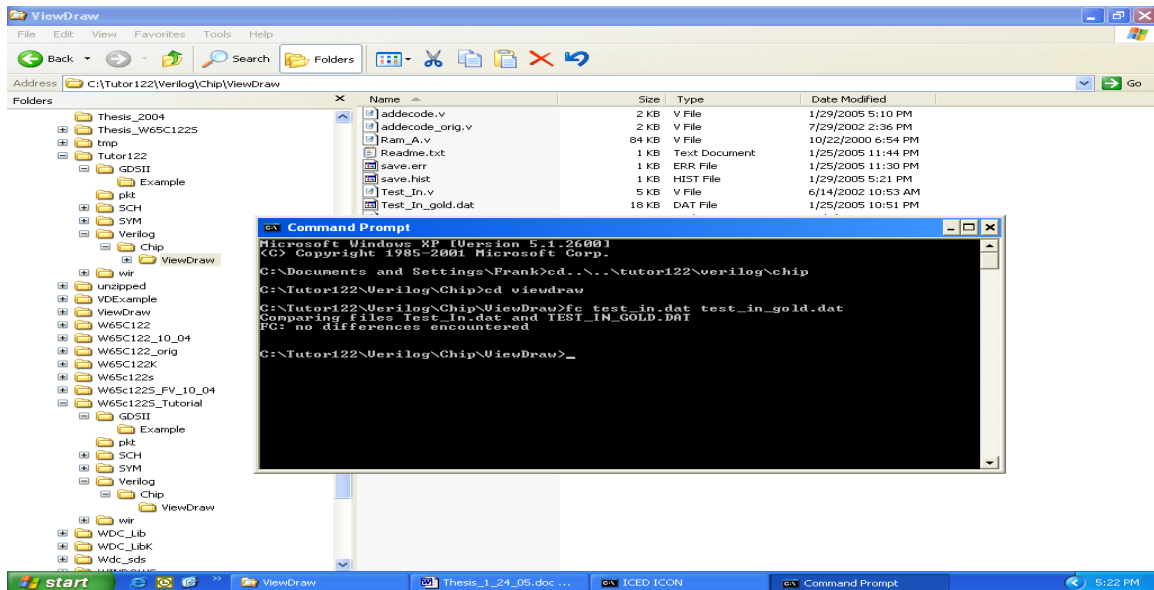 ViewDraw
File Edit View Favorites Tools Help
Back Search Folders
Address C:\Tutor122\Verilog\Chip\ViewDraw Go
Folders
Name Size Type Date Modified
Thesis_2004
Thesis_W65C122S
tmp
Tutor122
GDSII
Example
pkt
SCH
SYM
Verilog
Chip
ViewDraw
wir
unzipped
VDExample
ViewDraw
W65C122
W65C122_10_04
W65C122_orig
W65C122K
W65c122s
W65c122S_FV_10_04
W65c122S_Tutorial
GDSII
Example
pkt
SCH
SYM
Verilog
Chip
ViewDraw
wir
WDC_Lib
WDC_LibK
Wdc_sds
addecode.v 2 KB V File 1/29/2005 5:10 PM
addecode_orig.v 2 KB V File 7/29/2002 2:36 PM
Ram_A.v 84 KB V File 10/22/2000 6:54 PM
Readme.txt 1 KB Text Document 1/25/2005 11:44 PM
save.err 1 KB ERR File 1/25/2005 11:30 PM
save.hist 1 KB HIST File 1/29/2005 5:21 PM
Test_In.v 5 KB V File 6/14/2002 10:53 AM
Test_In_gold.dat 18 KB DAT File 1/25/2005 10:51 PM
Command Prompt
Microsoft Windows XP [Version 5.1.2600]
(C) Copyright 1985-2001 Microsoft Corp.
C:\Documents and Settings\Frank>cd..\..\tutor122\verilog\chip
C:\Tutor122\Verilog\Chip>cd viewdraw
C:\Tutor122\Verilog\Chip\ViewDraw>fc test_in.dat test_in_gold.dat
Comparing files Test_In.dat and TEST_IN_GOLD.DAT
FC: no differences encountered
C:\Tutor122\Verilog\Chip\ViewDraw>_
start ViewDraw Thesis_1_24_05.doc ... ICED ICON Command Prompt 5:22 PM